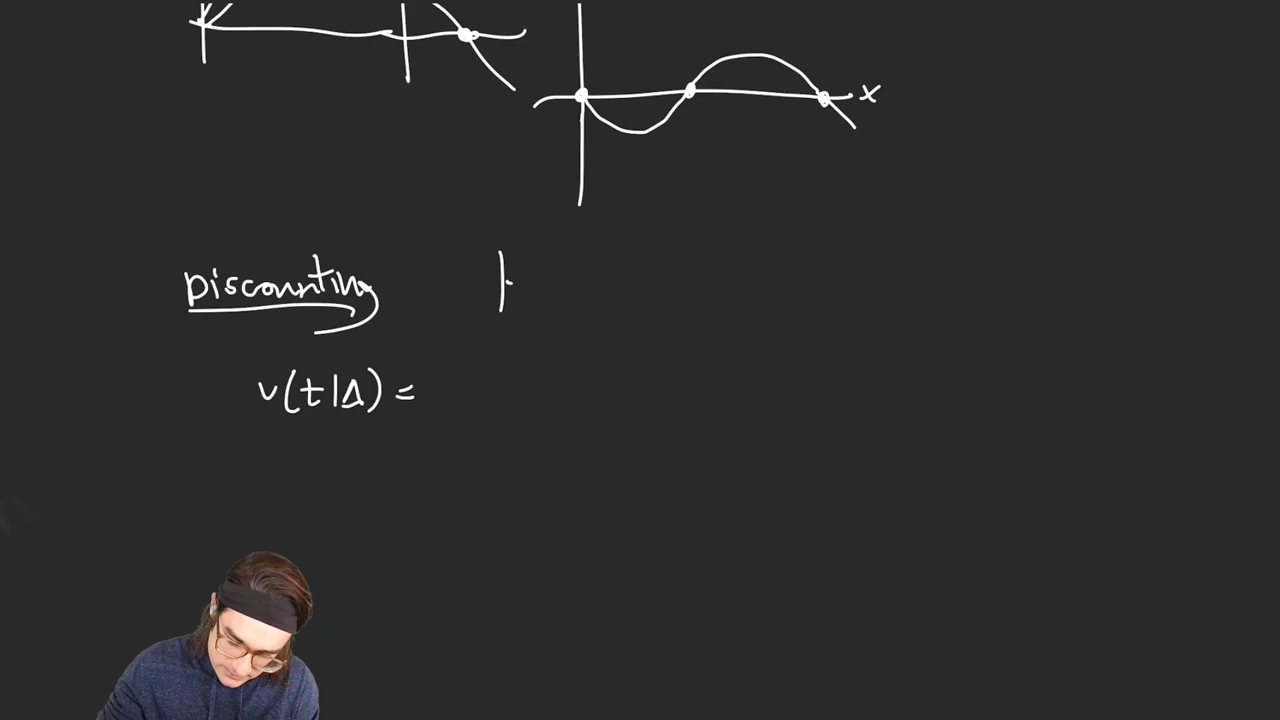 x
Discounting
v(t|Δ) =